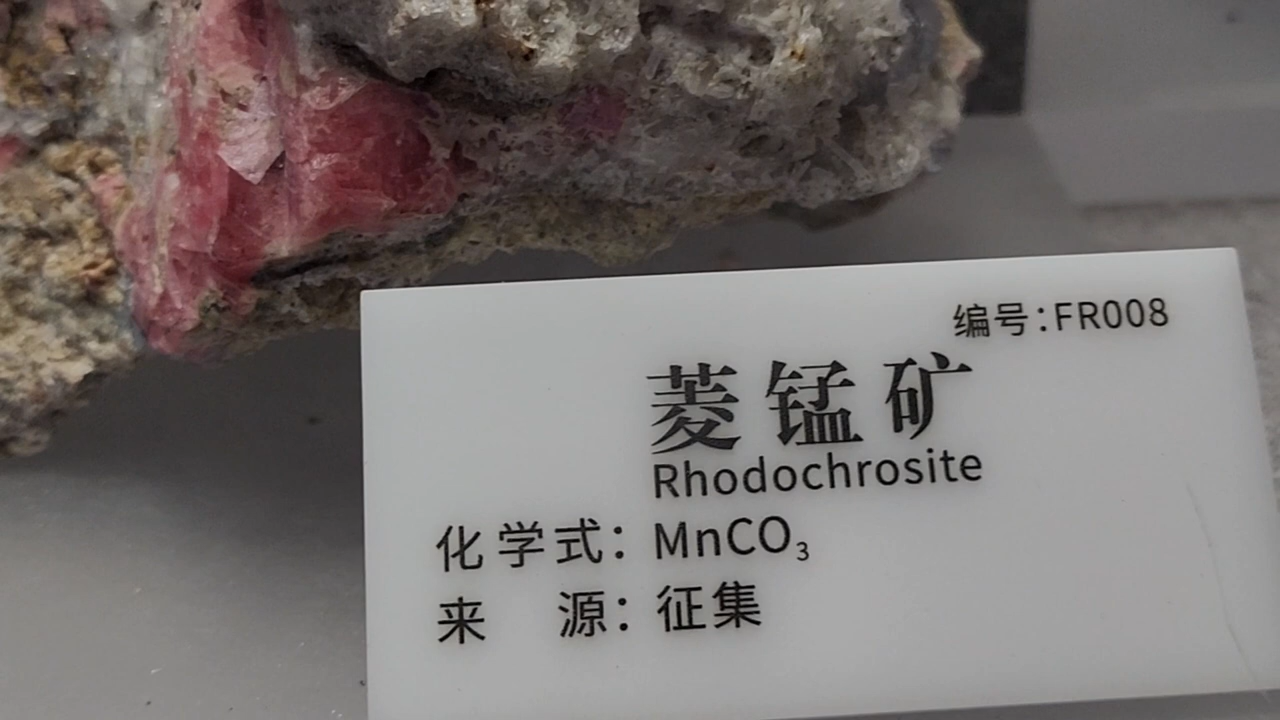 编号:FR008
菱锰矿
Rhodochrosite
化学式: MnCO₃
来 源: 征集